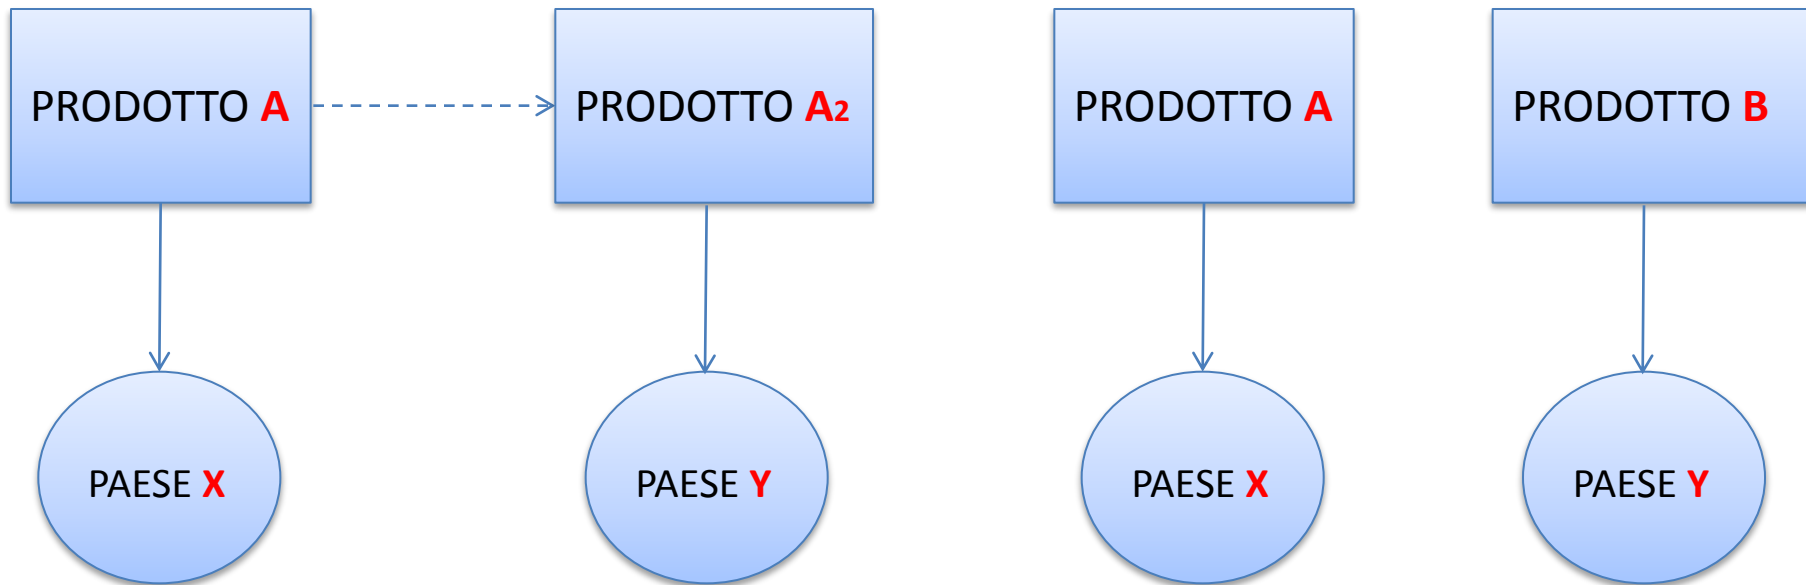 PRODOTTO A
PRODOTTO A2
PRODOTTO A
PRODOTTO B
PAESE X
PAESE Y
PAESE X
PAESE Y